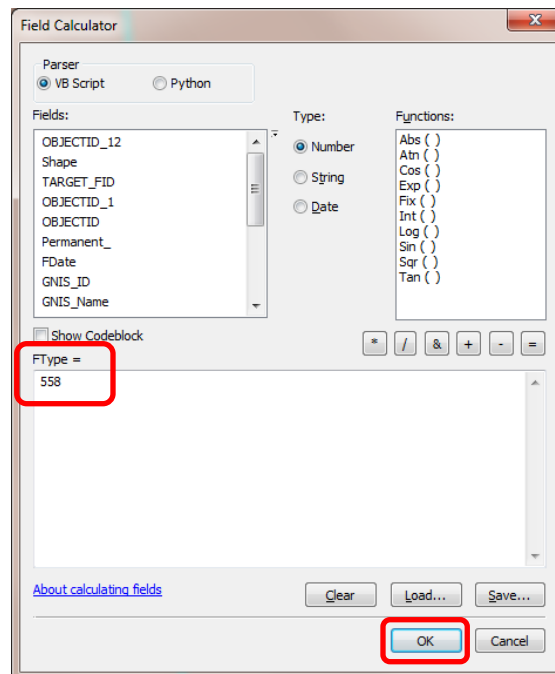 Field Calculator
Parser
VB Script Python
Fields:
OBJECTID_12
Shape
TARGET_FID
OBJECTID_1
OBJECTID
Permanent_
FDate
GNIS_ID
GNIS_Name
Type:
Number
String
Date
Functions:
Abs ( )
Atn ( )
Cos ( )
Exp ( )
Fix ( )
Int ( )
Log ( )
Sin ( )
Sqr ( )
Tan ( )
Show Codeblock
* / & + - =
FType =
558
About calculating fields
Clear Load... Save...
OK Cancel